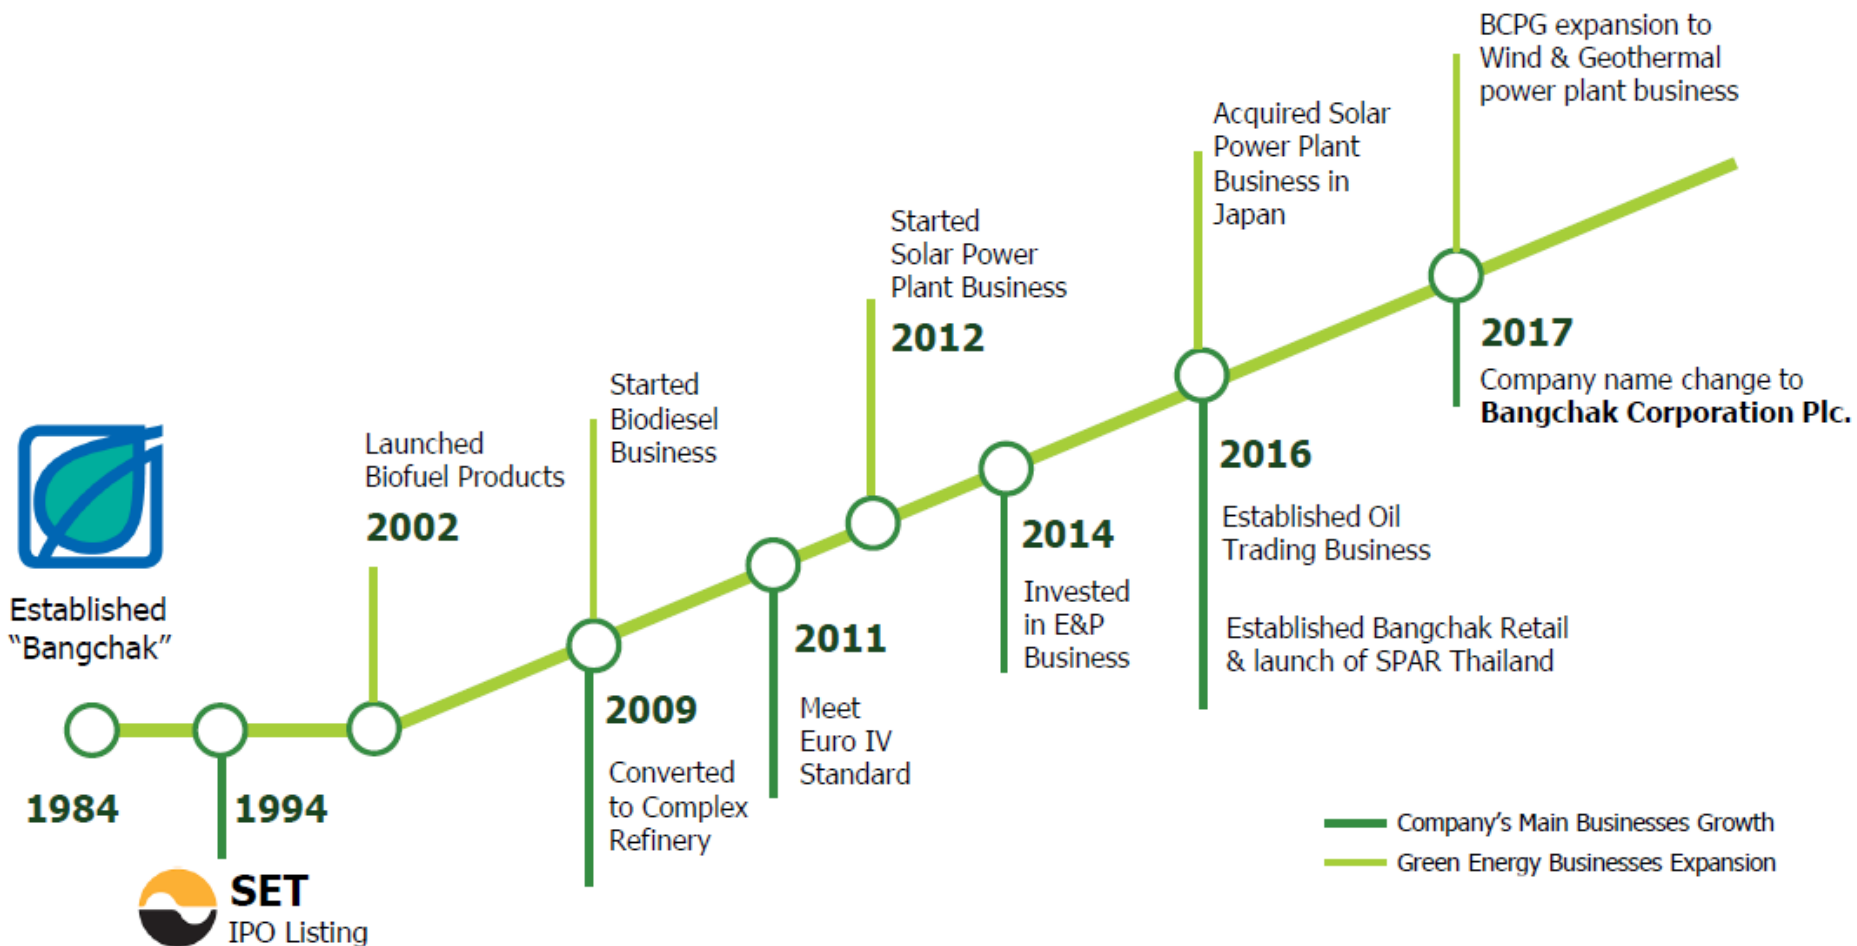 Established
“Bangchak”
1984
1994
SET
IPO Listing
Launched
Biofuel Products
2002
Started
Biodiesel
Business
2009
Converted
to Complex
Refinery
2011
Meet
Euro IV
Standard
Started
Solar Power
Plant Business
2012
2014
Invested
in E&P
Business
Acquired Solar
Power Plant
Business in
Japan
2016
Established Oil
Trading Business
Established Bangchak Retail
& launch of SPAR Thailand
BCPG expansion to
Wind & Geothermal
power plant business
2017
Company name change to
Bangchak Corporation Plc.
Company’s Main Businesses Growth
Green Energy Businesses Expansion